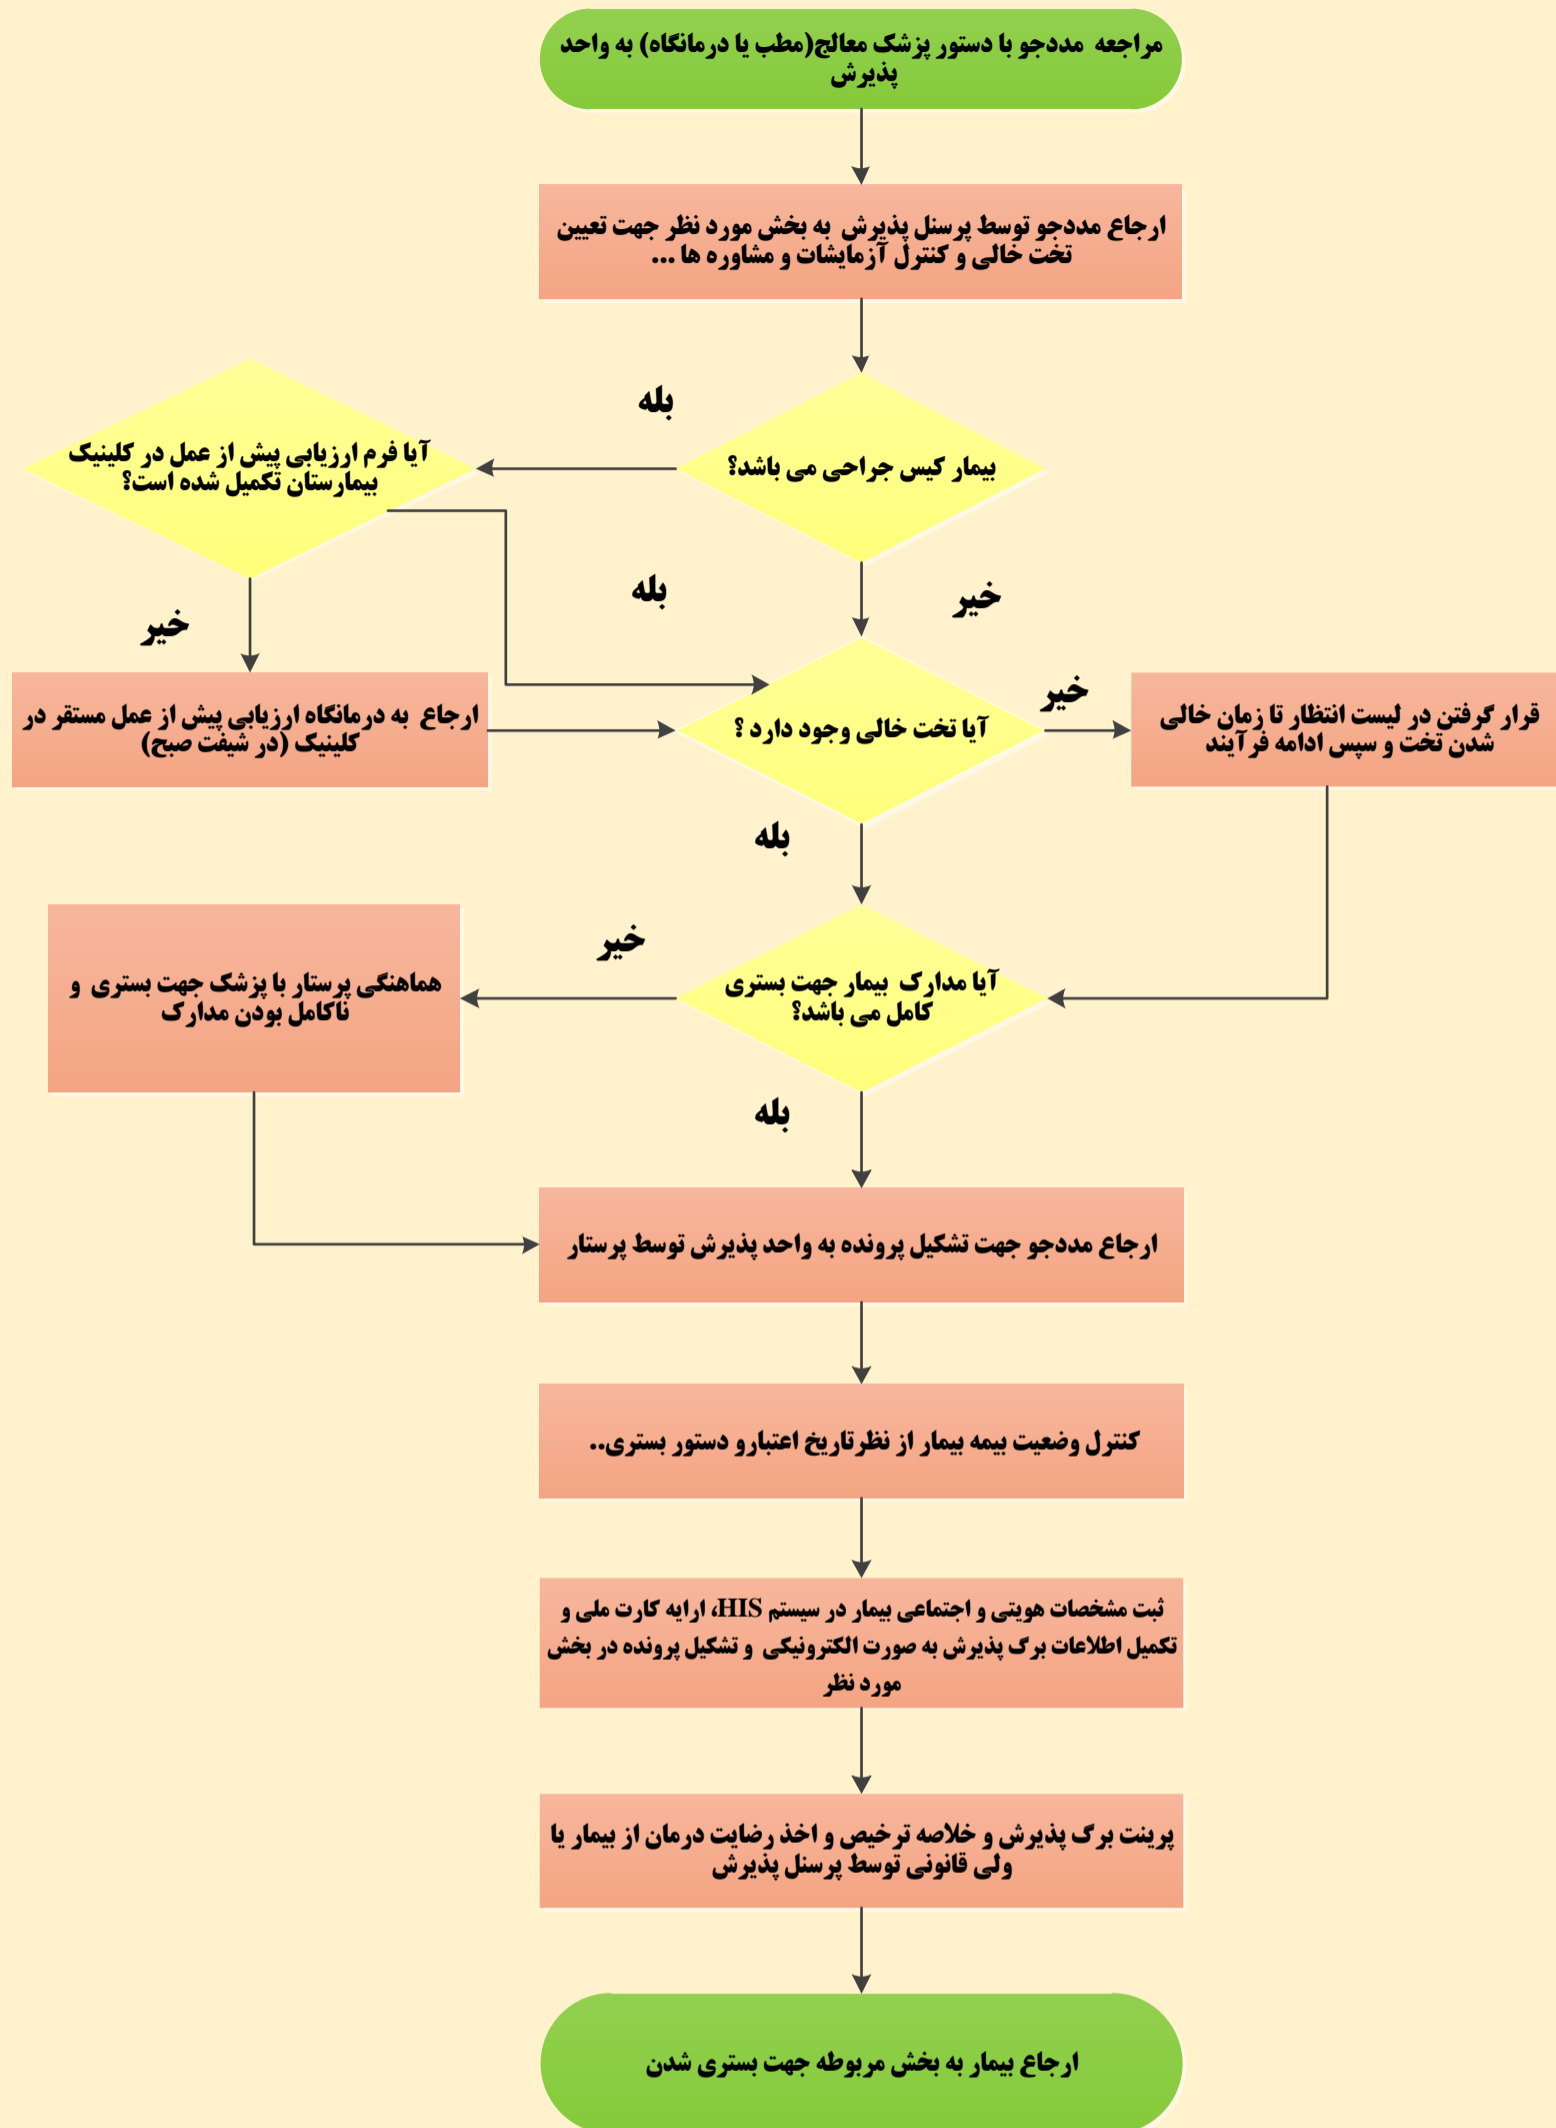 مراجعه مددجو با دستور پزشک معالج(مطب یا درمانگاه) به واحد
پذیرش
ارجاع مددجو توسط پرسنل پذیرش به بخش مورد نظر جهت تعیین
تخت خالی و کنترل آزمایشات و مشاوره ها ...
بیمار کیس جراحی می باشد؟
بله
آیا فرم ارزیابی پیش از عمل در کلینیک
بیمارستان تکمیل شده است؟
بله
خیر
خیر
ارجاع به درمانگاه ارزیابی پیش از عمل مستقر در
کلینیک (در شیفت صبح)
آیا تخت خالی وجود دارد ؟
خیر
قرار گرفتن در لیست انتظار تا زمان خالی
شدن تخت و سپس ادامه فرآیند
بله
آیا مدارک بیمار جهت بستری
کامل می باشد؟
خیر
هماهنگی پرستار با پزشک جهت بستری و
ناکامل بودن مدارک
بله
ارجاع مددجو جهت تشکیل پرونده به واحد پذیرش توسط پرستار
کنترل وضعیت بیمه بیمار از نظرتاریخ اعتبارو دستور بستری..
ثبت مشخصات هویتی و اجتماعی بیمار در سیستم HIS، ارایه کارت ملی و
تکمیل اطلاعات برگ پذیرش به صورت الکترونیکی و تشکیل پرونده در بخش
مورد نظر
پرینت برگ پذیرش و خلاصه ترخیص و اخذ رضایت درمان از بیمار یا
ولی قانونی توسط پرسنل پذیرش
ارجاع بیمار به بخش مربوطه جهت بستری شدن